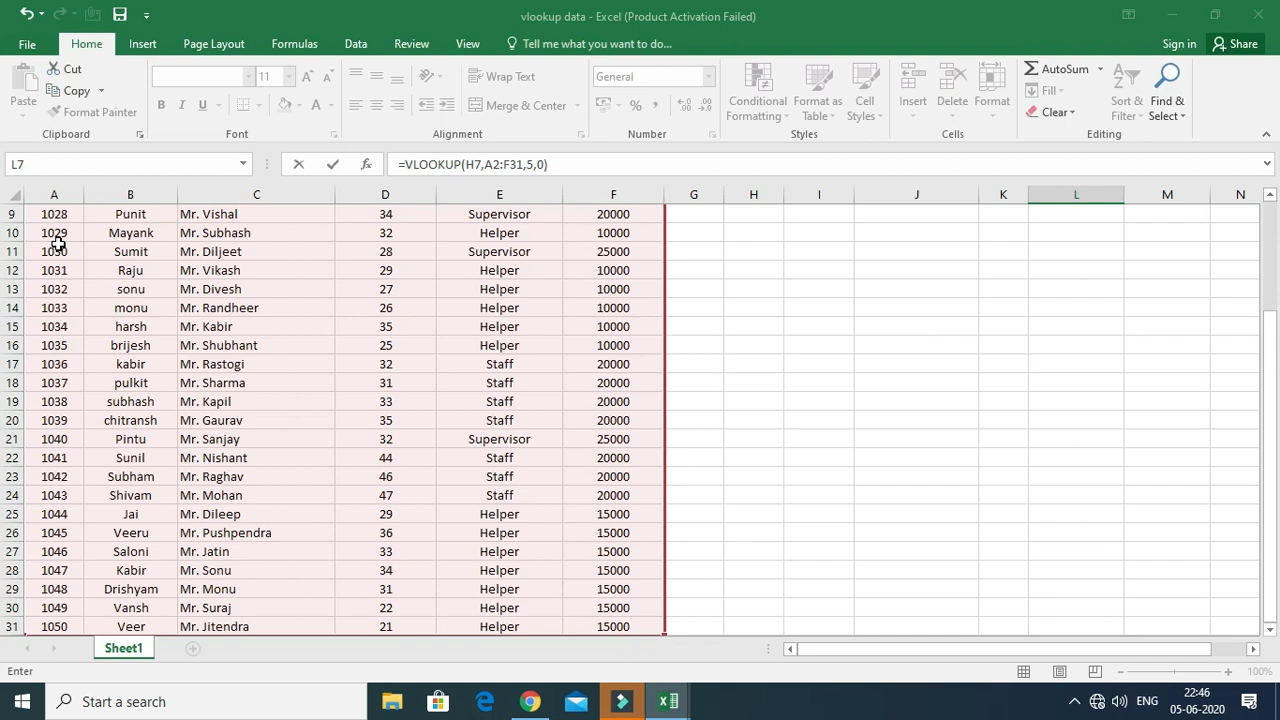 vlookup data - Excel (Product Activation Failed)
File Home Insert Page Layout Formulas Data Review View Tell me what you want to do... Sign in Share
Paste Cut Copy Format Painter Clipboard
11 B I U A A A Font
Wrap Text Merge & Center Alignment
General % Number
Conditional Formatting Formatas Table Cell Styles Styles
Insert Delete Format Cells
AutoSum Fill Clear Sort & Filter Find & Select Editing
L7 fx =VLOOKUP(H7,A2:F31,5,0)
A B C D E F G H I J K L M N
9 1028 Punit Mr. Vishal 34 Supervisor 20000
10 1029 Mayank Mr. Subhash 32 Helper 10000
11 1030 Sumit Mr. Diljeet 28 Supervisor 25000
12 1031 Raju Mr. Vikash 29 Helper 10000
13 1032 sonu Mr. Divesh 27 Helper 10000
14 1033 monu Mr. Randheer 26 Helper 10000
15 1034 harsh Mr. Kabir 35 Helper 10000
16 1035 brijesh Mr. Shubhant 25 Helper 10000
17 1036 kabir Mr. Rastogi 32 Staff 20000
18 1037 pulkit Mr. Sharma 31 Staff 20000
19 1038 subhash Mr. Kapil 33 Staff 20000
20 1039 chitransh Mr. Gaurav 35 Staff 20000
21 1040 Pintu Mr. Sanjay 32 Supervisor 25000
22 1041 Sunil Mr. Nishant 44 Staff 20000
23 1042 Subham Mr. Raghav 46 Staff 20000
24 1043 Shivam Mr. Mohan 47 Staff 20000
25 1044 Jai Mr. Dileep 29 Helper 15000
26 1045 Veeru Mr. Pushpendra 36 Helper 15000
27 1046 Saloni Mr. Jatin 33 Helper 15000
28 1047 Kabir Mr. Sonu 34 Helper 15000
29 1048 Drishyam Mr. Monu 31 Helper 15000
30 1049 Vansh Mr. Suraj 22 Helper 15000
31 1050 Veer Mr. Jitendra 21 Helper 15000
Sheet1
Enter 100%
Start a search ENG 22:46
05-06-2020